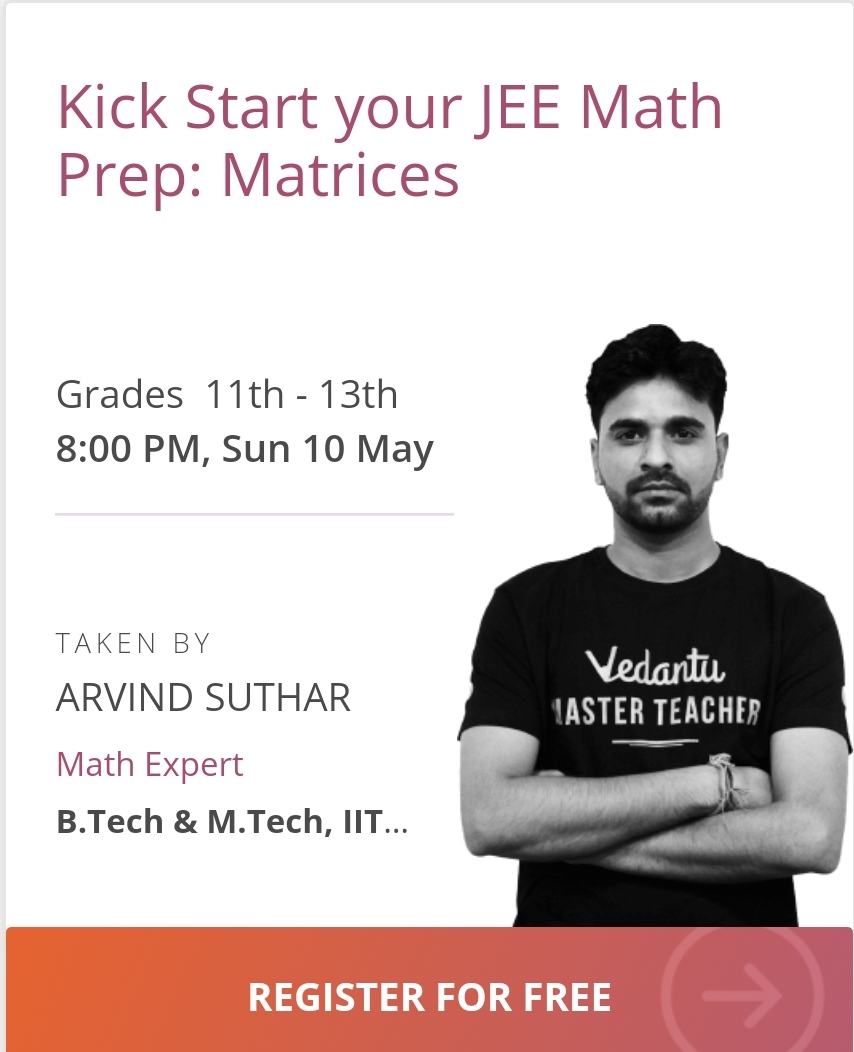 Kick Start your JEE Math
Prep: Matrices
Grades 11th - 13th
8:00 PM, Sun 10 May
TAKEN BY
ARVIND SUTHAR
Math Expert
B.Tech & M.Tech, IIT...
Vedantu
MASTER TEACHER
REGISTER FOR FREE